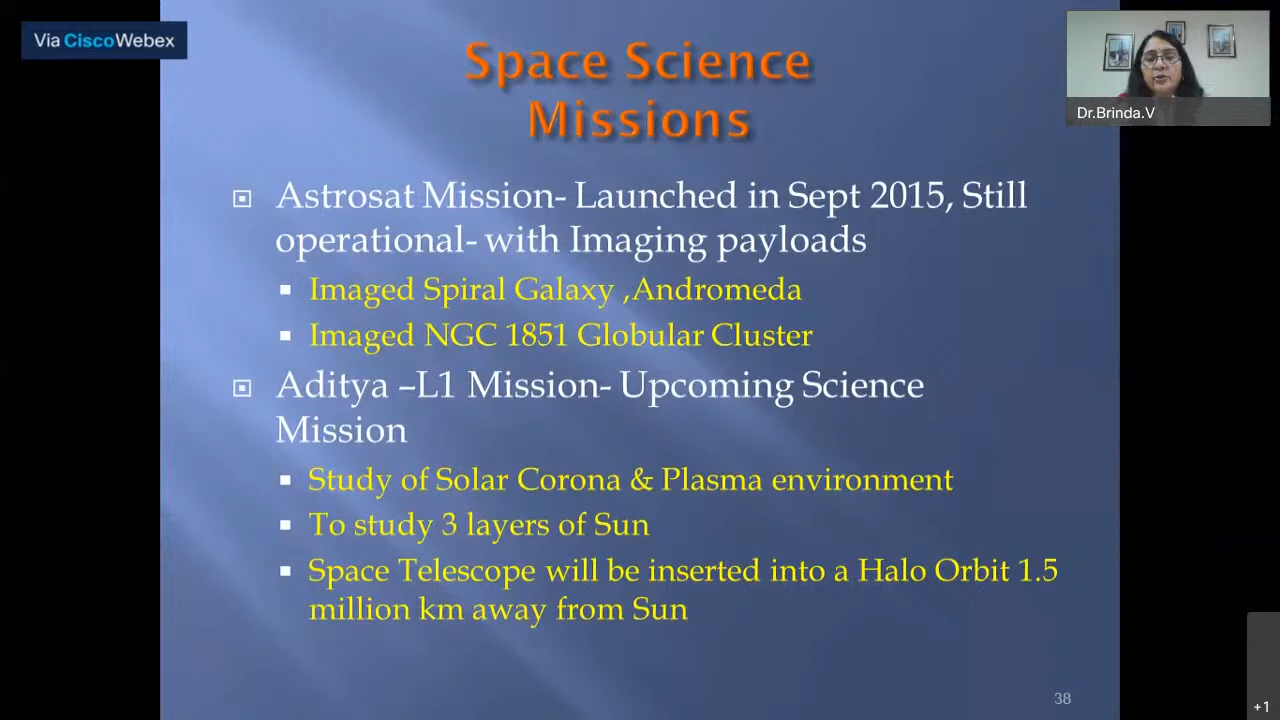 Via CiscoWebex
Space Science
Missions
Dr.Brinda.V
Astrosat Mission- Launched in Sept 2015, Still
operational- with Imaging payloads
Imaged Spiral Galaxy ,Andromeda
Imaged NGC 1851 Globular Cluster
Aditya –L1 Mission- Upcoming Science
Mission
Study of Solar Corona & Plasma environment
To study 3 layers of Sun
Space Telescope will be inserted into a Halo Orbit 1.5
million km away from Sun
38
+1